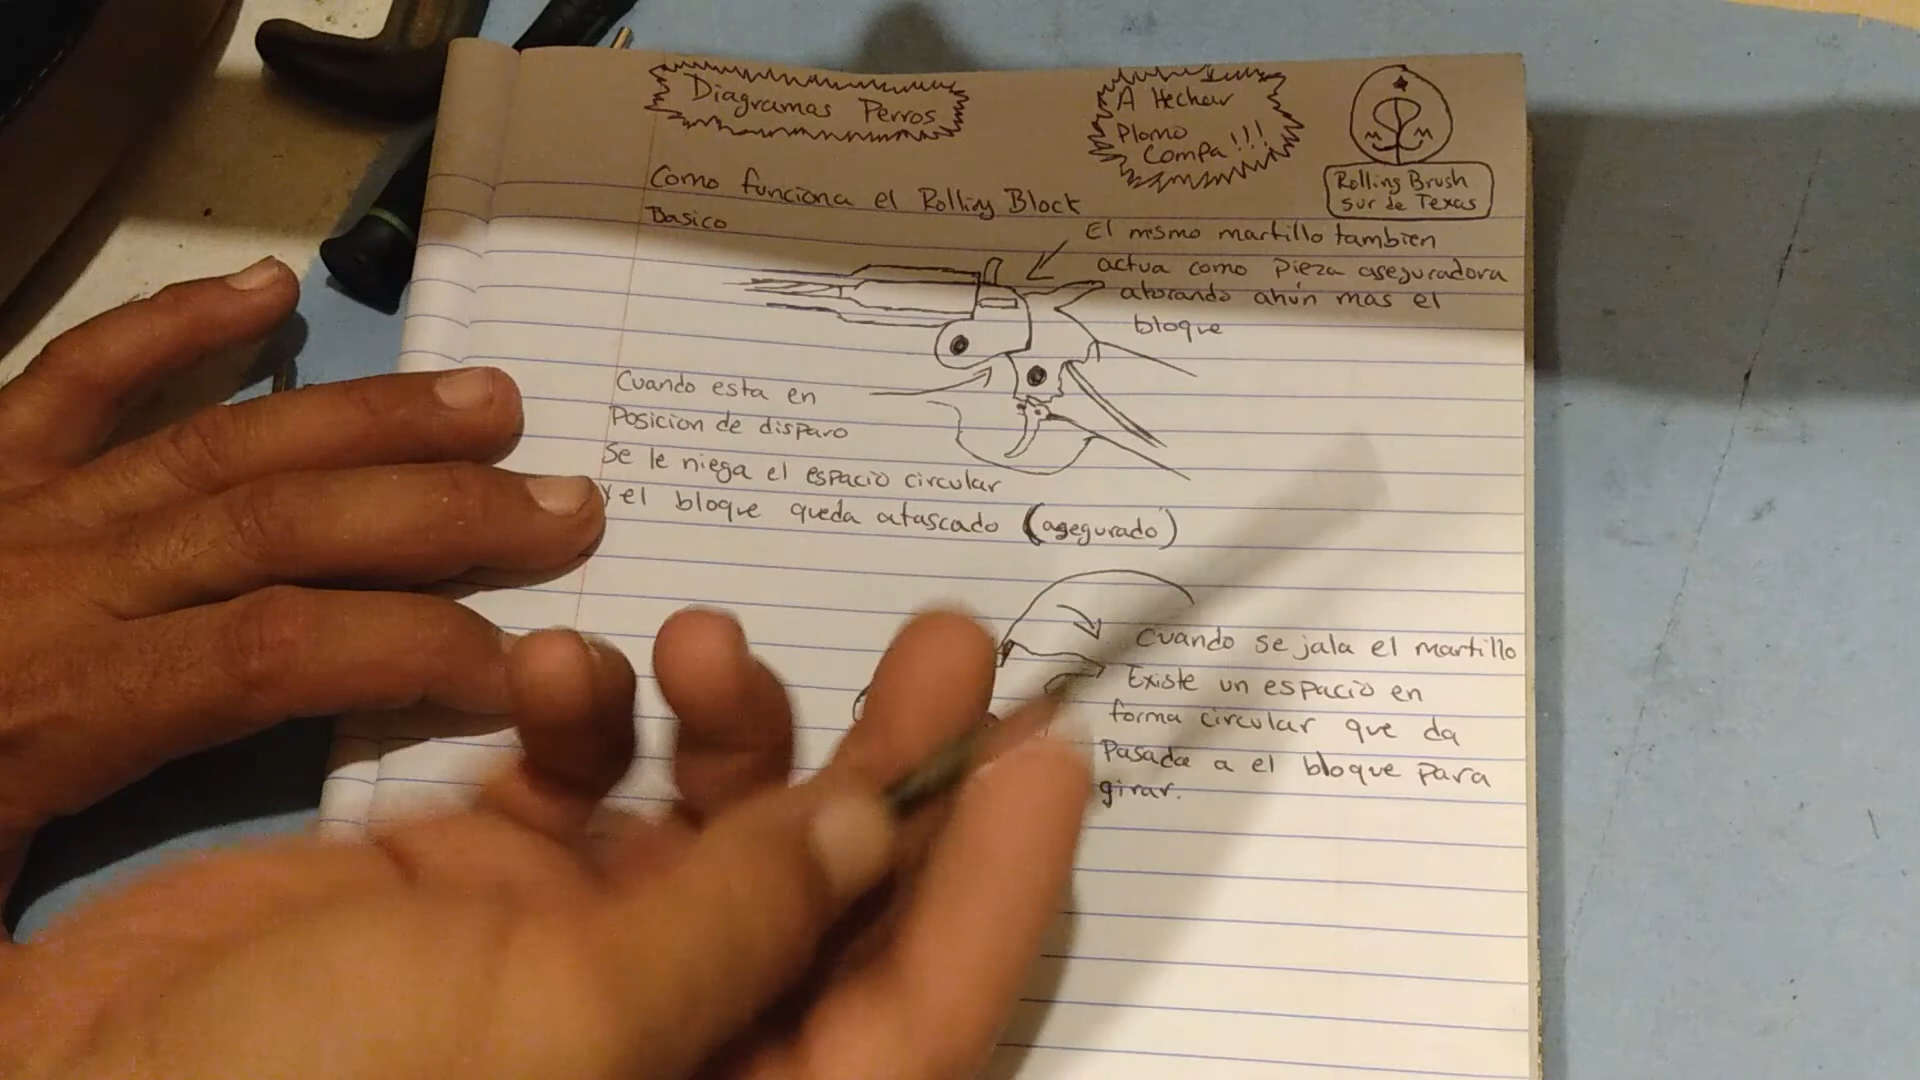 Diagramas Perros
A Hechar
Plomo
Compa!!!
Rolling Brush
Sur de Texas
Como funciona el Rolling Block
Basico
El mismo martillo tambien
actua como pieza aseguradora
atorando ahún mas el
bloque
Cuando esta en
Posicion de disparo
Se le niega el espacio circular
y el bloque queda atascado (asegurado)
Cuando se jala el martillo
Existe un espacio en
forma circular que da
Pasada a el bloque para
girar.